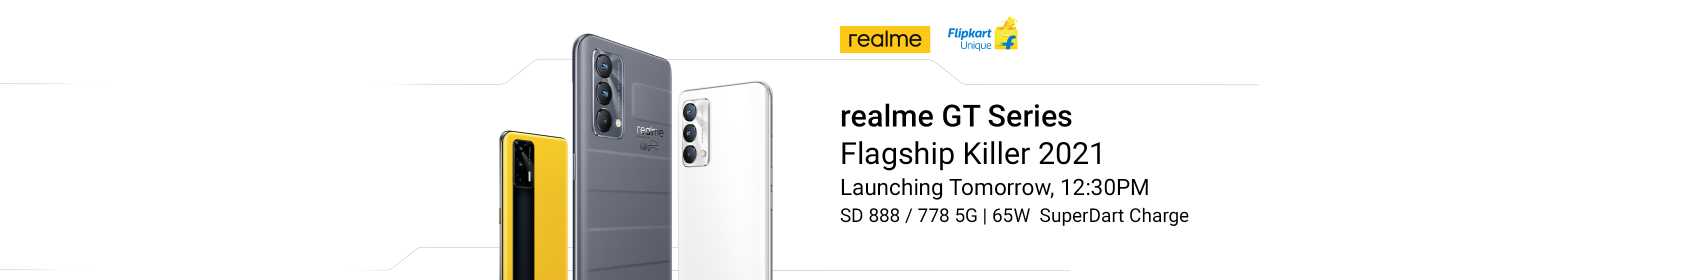 realme
Flipkart
Unique
realme GT Series
Flagship Killer 2021
Launching Tomorrow, 12:30PM
SD 888 / 778 5G | 65W SuperDart Charge
realme